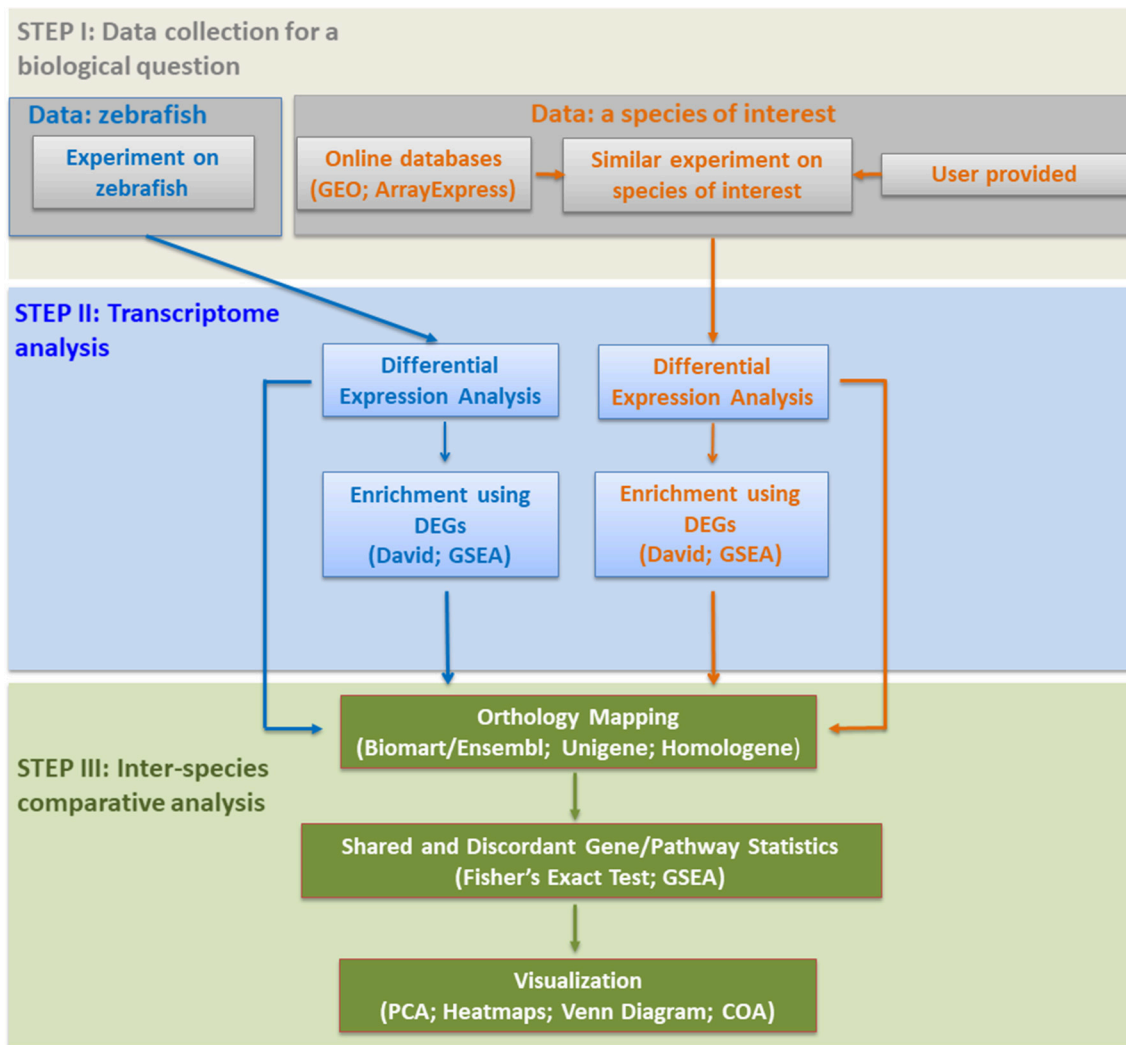 STEP I: Data collection for a
biological question
Data: zebrafish
Experiment on
zebrafish
Data: a species of interest
Online databases
(GEO; ArrayExpress)
Similar experiment on
species of interest
User provided
STEP II: Transcriptome
analysis
Differential
Expression Analysis
Differential
Expression Analysis
Enrichment using
DEGs
(David; GSEA)
Enrichment using
DEGs
(David; GSEA)
STEP III: Inter-species
comparative analysis
Orthology Mapping
(Biomart/Ensembl; Unigene; Homologene)
Shared and Discordant Gene/Pathway Statistics
(Fisher's Exact Test; GSEA)
Visualization
(PCA; Heatmaps; Venn Diagram; COA)